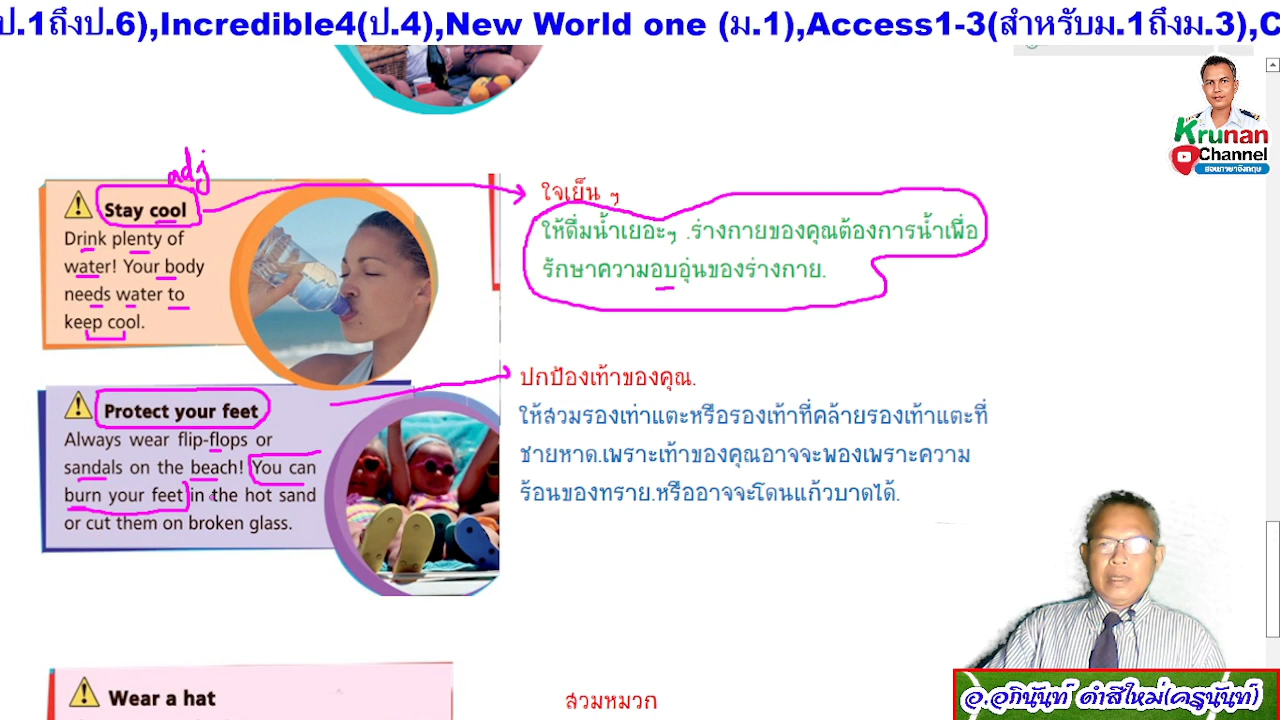 ป.1ถึงป.6),Incredible4(ป.4),New World one (ม.1),Access1-3(สำหรับม.1ถึงม.3),C
Krunan
Channel
สอนภาษาอังกฤษ
adj
Stay cool
Drink plenty of
water! Your body
needs water to
keep cool.
ใจเย็น ๆ
ให้ดื่มน้ำเยอะๆ .ร่างกายของคุณต้องการน้ำเพื่อ
รักษาความอบอุ่นของร่างกาย.
Protect your feet
Always wear flip-flops or
sandals on the beach! You can
burn your feet in the hot sand
or cut them on broken glass.
ปกป้องเท้าของคุณ.
ให้สวมรองเท่าแตะหรือรองเท้าที่คล้ายรองเท้าแตะที่
ชายหาด.เพราะเท้าของคุณอาจจะพองเพราะความ
ร้อนของทราย.หรืออาจจะโดนแก้วบาดได้.
Wear a hat
สวมหมวก
อ.อภินันท์ ดำสีใหม่(ครูนันท์)